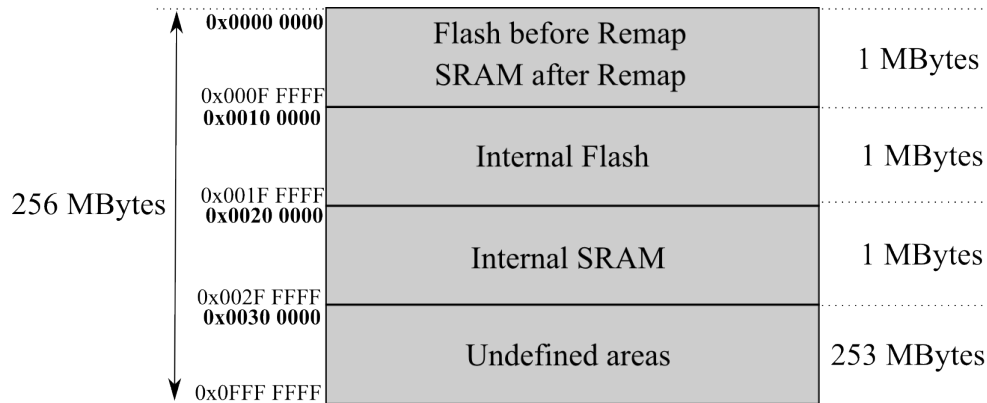 0x0000 0000
Flash before Remap
SRAM after Remap
1 MBytes
0x000F FFFF
0x0010 0000
Internal Flash
1 MBytes
0x001F FFFF
256 MBytes
0x0020 0000
Internal SRAM
1 MBytes
0x002F FFFF
0x0030 0000
Undefined areas
253 MBytes
0x0FFF FFFF